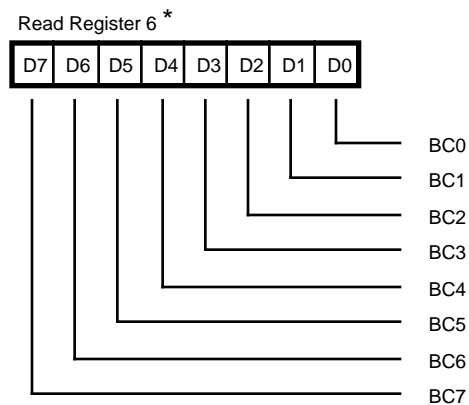 Read Register 6 *
D7 D6 D5 D4 D3 D2 D1 D0
BC0
BC1
BC2
BC3
BC4
BC5
BC6
BC7